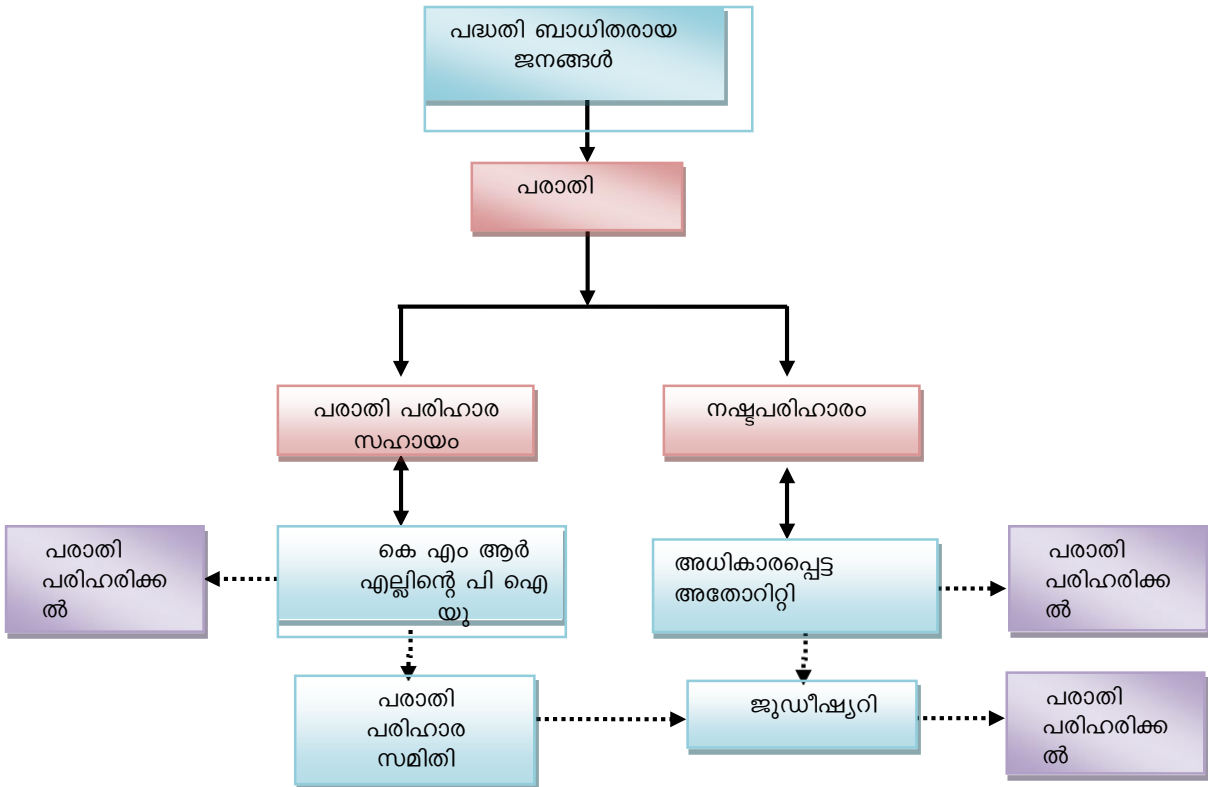 പദ്ധതി ബാധിതരായ
ജനങ്ങൾ
പരാതി
പരാതി പരിഹാര
സഹായം
നഷ്ടപരിഹാരം
പരാതി
പരിഹരിക്ക
ൽ
കെ എം ആർ
എല്ലിന്റെ പി ഐ
യു
അധികാരപ്പെട്ട
അതോറിറ്റി
പരാതി
പരിഹരിക്ക
ൽ
പരാതി
പരിഹാര
സമിതി
ജുഡീഷ്യറി
പരാതി
പരിഹരിക്ക
ൽ